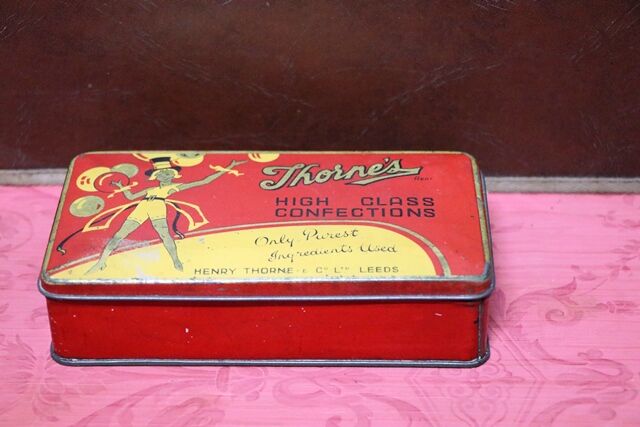 Thorne's
HIGH CLASS
CONFECTIONS
Only Purest
Ingredients Used
HENRY THORNE & CO LTD LEEDS